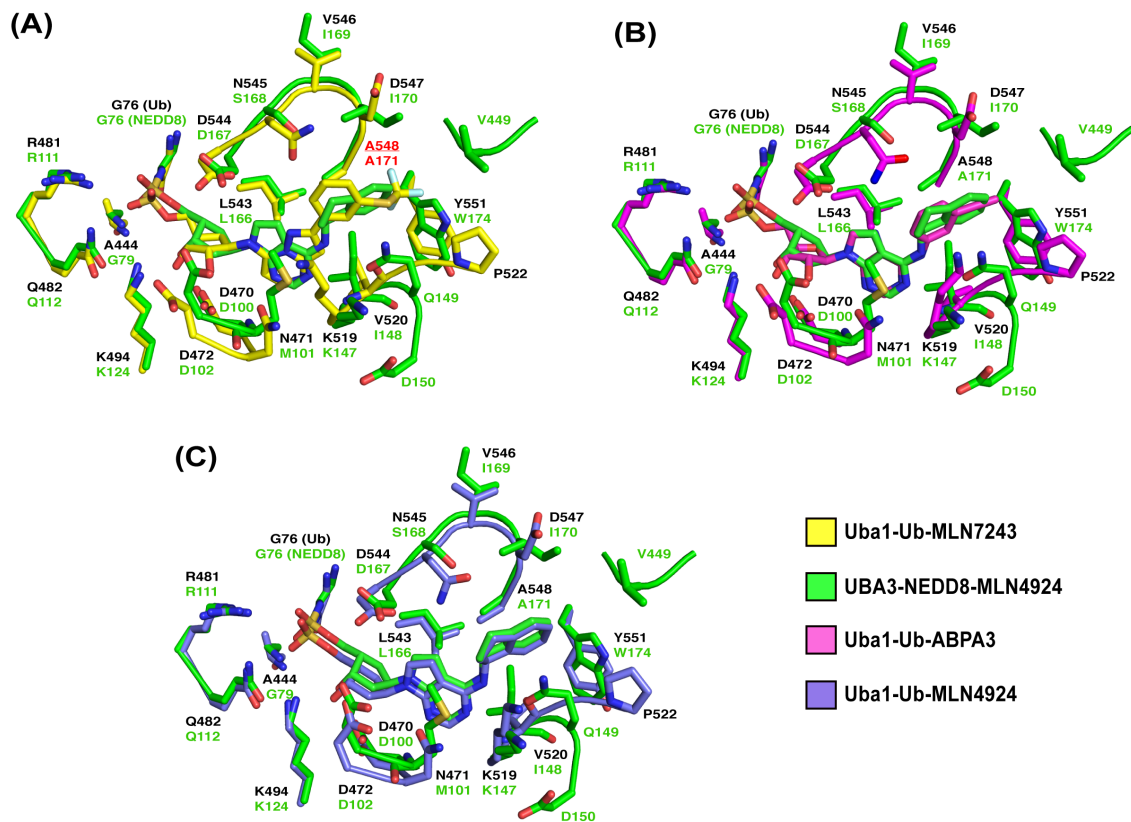 (A)
V546
I169
N545
S168
D547
I170
G76 (Ub)
G76 (NEDD8)
D544
D167
V449
R481
R111
A548
A171
L543
L166
Y551
W174
A444
G79
P522
Q482
Q112
D470
D100
Q149
V520
I148
N471
M101
K519
K147
K494
K124
D472
D102
D150
(B)
V546
I169
N545
S168
D547
I170
G76 (Ub)
G76 (NEDD8)
D544
D167
V449
R481
R111
A548
A171
L543
L166
Y551
W174
A444
G79
P522
Q482
Q112
D470
D100
Q149
V520
I148
N471
M101
K519
K147
K494
K124
D472
D102
D150
(C)
V546
I169
N545
S168
D547
I170
G76 (Ub)
G76 (NEDD8)
D544
D167
V449
R481
R111
A548
A171
L543
L166
Y551
W174
A444
G79
P522
Q482
Q112
D470
D100
Q149
V520
I148
N471
M101
K519
K147
K494
K124
D472
D102
D150
Uba1-Ub-MLN7243
UBA3-NEDD8-MLN4924
Uba1-Ub-ABPA3
Uba1-Ub-MLN4924